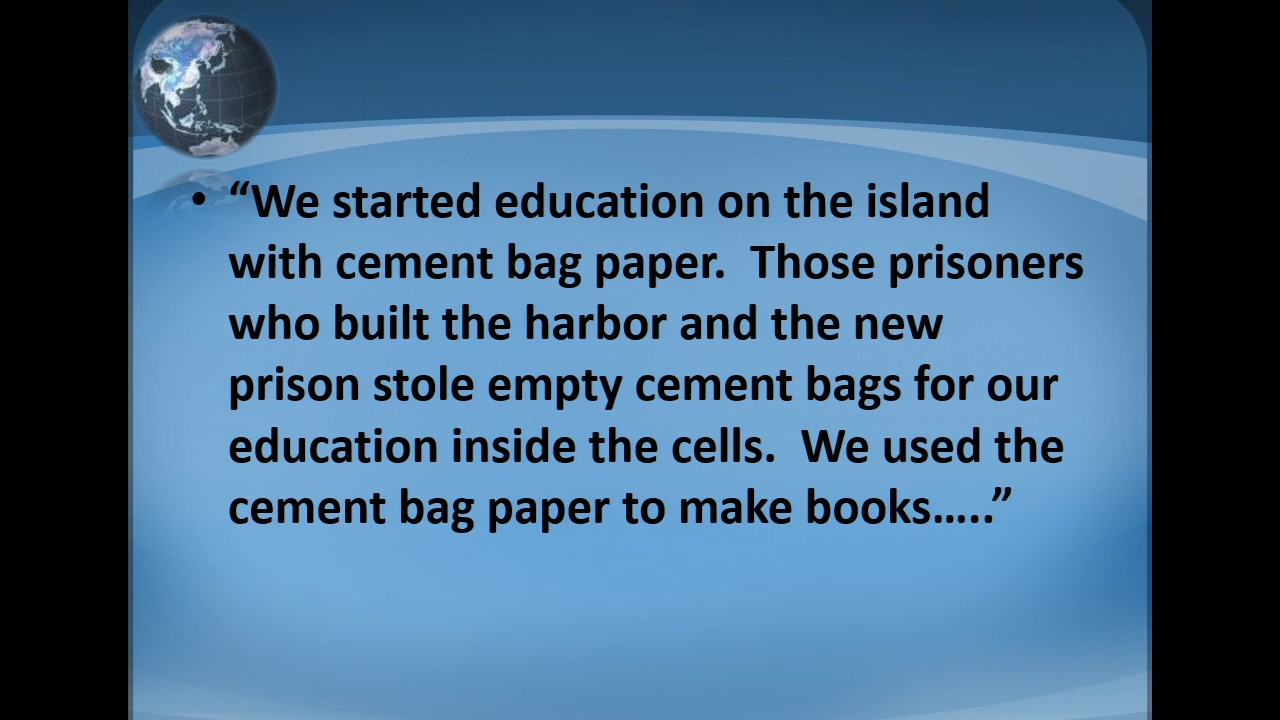 • “We started education on the island
with cement bag paper.  Those prisoners
who built the harbor and the new
prison stole empty cement bags for our
education inside the cells.  We used the
cement bag paper to make books…..”